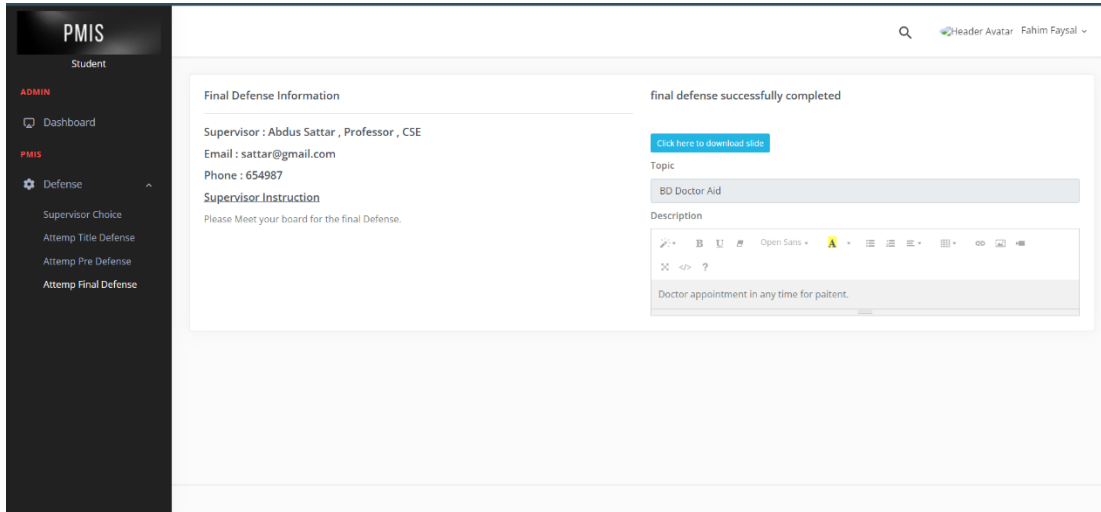 PMIS
Student
ADMIN
Dashboard
PMIS
Defense
Supervisor Choice
Attemp Title Defense
Attemp Pre Defense
Attemp Final Defense
Header Avatar Fahim Faysal
Final Defense Information
Supervisor : Abdus Sattar , Professor , CSE
Email : sattar@gmail.com
Phone : 654987
Supervisor Instruction
Please Meet your board for the final Defense.
final defense successfully completed
Click here to download slide
Topic
BD Doctor Aid
Description
B U Open Sans A
</> ?
Doctor appointment in any time for paitent.